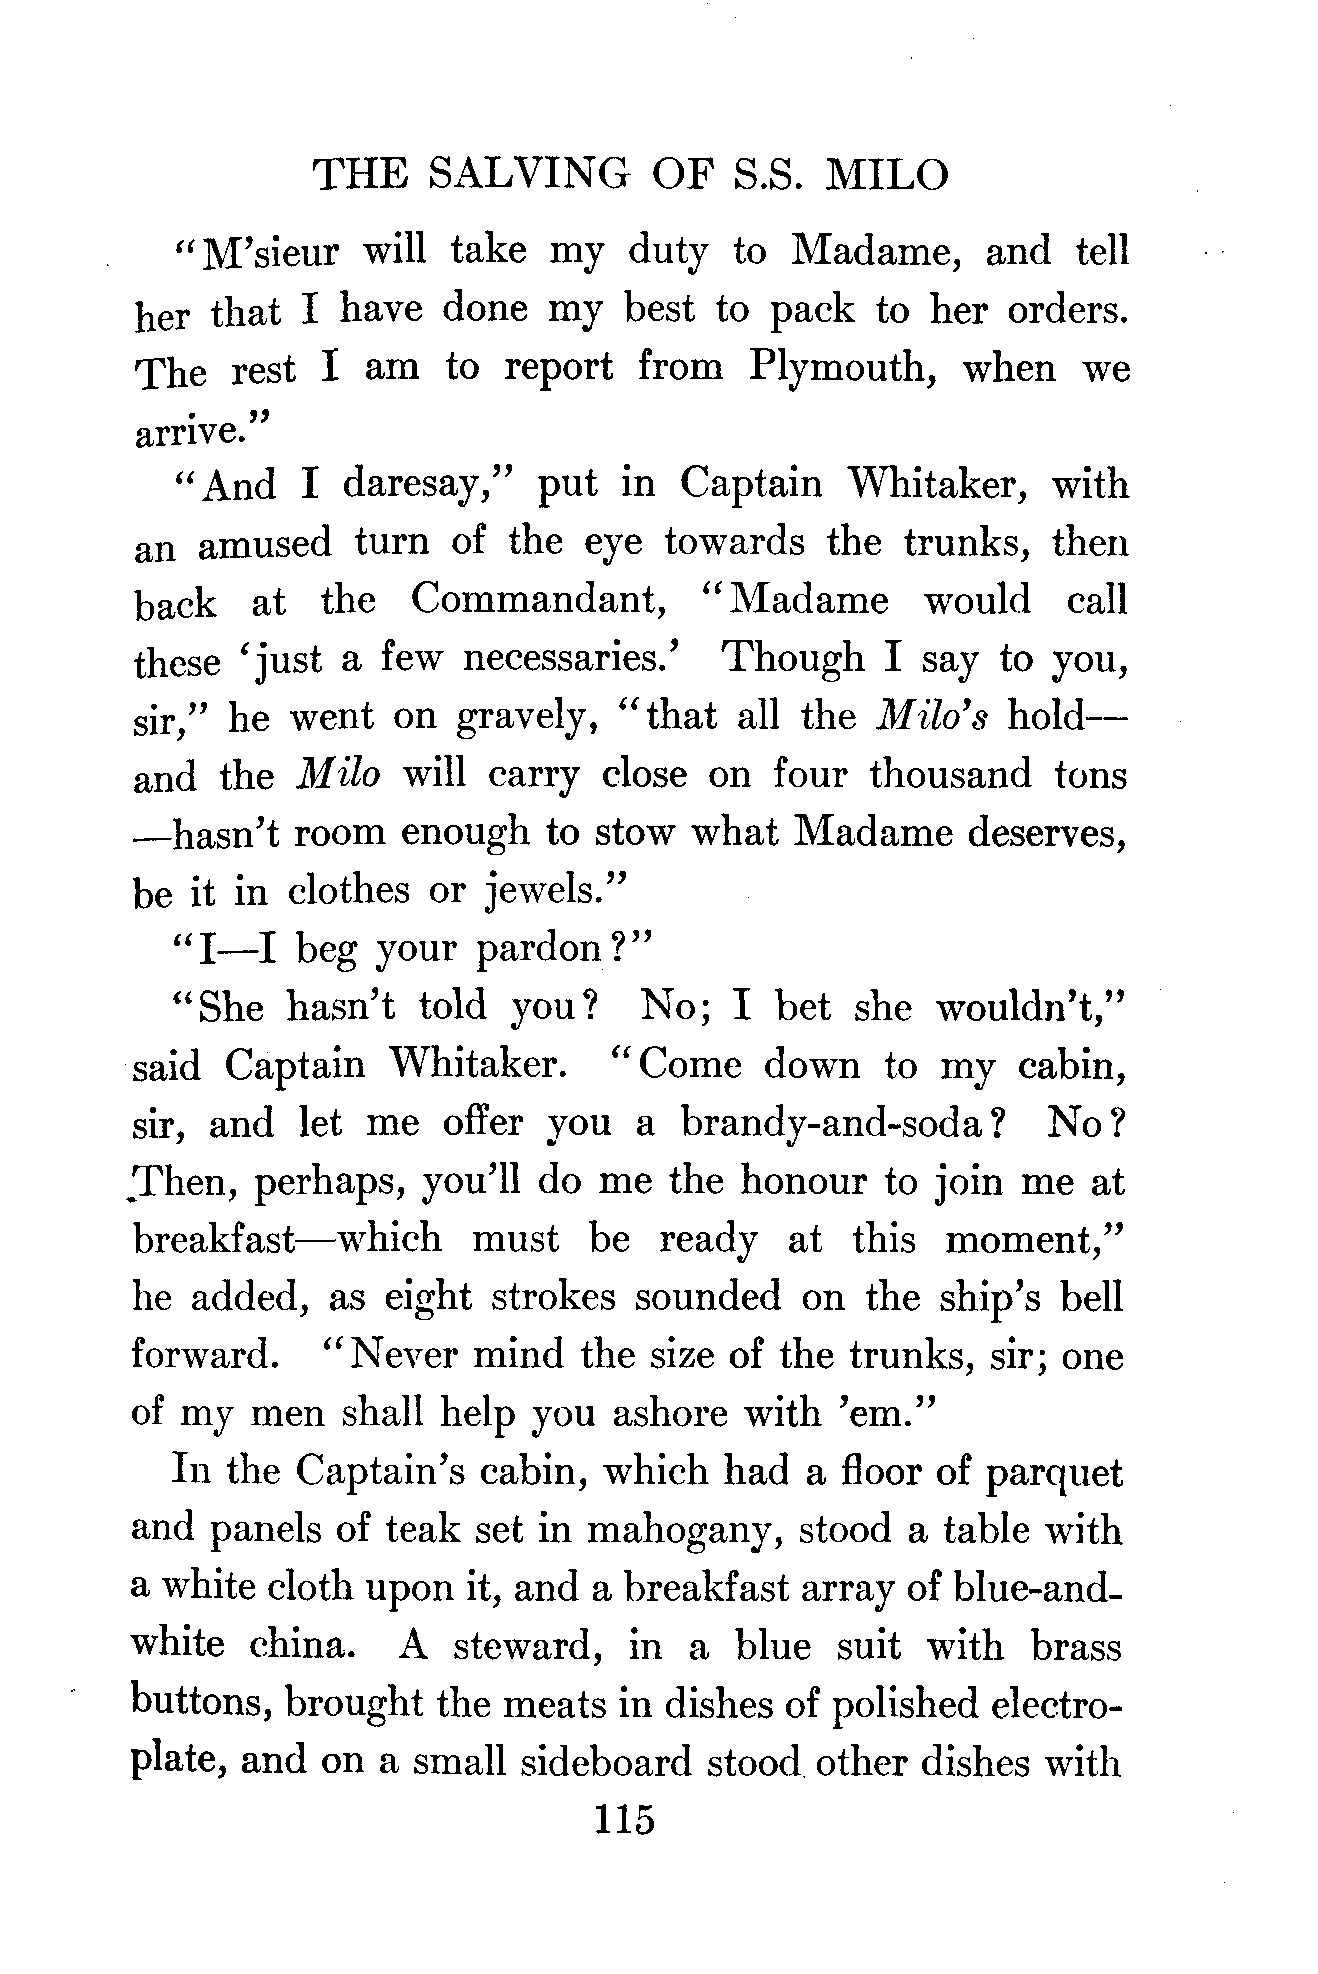 THE SALVING OF S.S. MILO
"M'sieur will take my duty to Madame, and tell
her that I have done my best to pack to her orders.
The rest I am to report from Plymouth, when we
arrive."
"And I daresay," put in Captain Whitaker, with
an amused turn of the eye towards the trunks, then
back at the Commandant, "Madame would call
these 'just a few necessaries.' Though I say to you,
sir," he went on gravely, "that all the Milo's hold—
and the Milo will carry close on four thousand tons
—hasn't room enough to stow what Madame deserves,
be it in clothes or jewels."
"I—I beg your pardon?"
"She hasn't told you? No; I bet she wouldn't,"
said Captain Whitaker. "Come down to my cabin,
sir, and let me offer you a brandy-and-soda? No?
Then, perhaps, you'll do me the honour to join me at
breakfast—which must be ready at this moment,"
he added, as eight strokes sounded on the ship's bell
forward. "Never mind the size of the trunks, sir; one
of my men shall help you ashore with 'em."
In the Captain's cabin, which had a floor of parquet
and panels of teak set in mahogany, stood a table with
a white cloth upon it, and a breakfast array of blue-and-
white china. A steward, in a blue suit with brass
buttons, brought the meats in dishes of polished electro-
plate, and on a small sideboard stood other dishes with
115